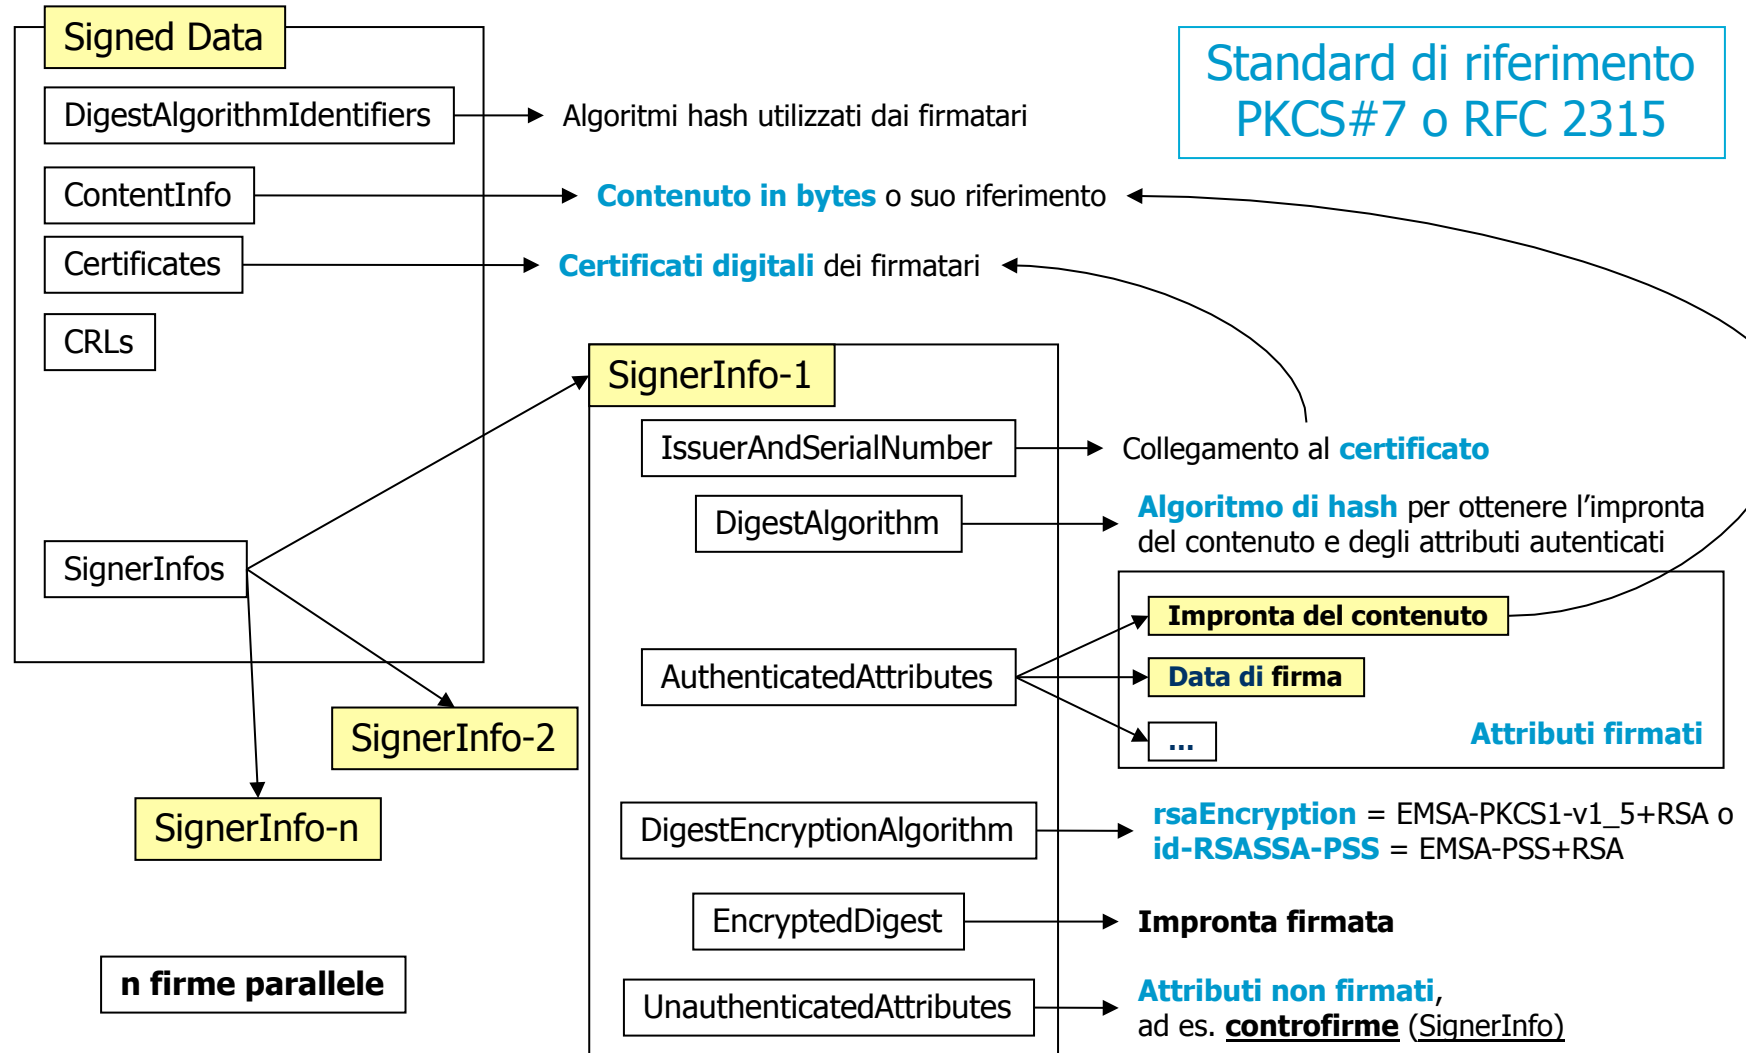 Signed Data
Standard di riferimento
PKCS#7 o RFC 2315
DigestAlgorithmIdentifiers
Algoritmi hash utilizzati dai firmatari
ContentInfo
Contenuto in bytes o suo riferimento
Certificates
Certificati digitali dei firmatari
CRLs
SignerInfos
SignerInfo-1
IssuerAndSerialNumber
Collegamento al certificato
DigestAlgorithm
Algoritmo di hash per ottenere l'impronta
del contenuto e degli attributi autenticati
AuthenticatedAttributes
Impronta del contenuto
Data di firma
...
Attributi firmati
SignerInfo-2
SignerInfo-n
DigestEncryptionAlgorithm
rsaEncryption = EMSA-PKCS1-v1_5+RSA o
id-RSASSA-PSS = EMSA-PSS+RSA
EncryptedDigest
Impronta firmata
n firme parallele
UnauthenticatedAttributes
Attributi non firmati,
ad es. controfirme (SignerInfo)